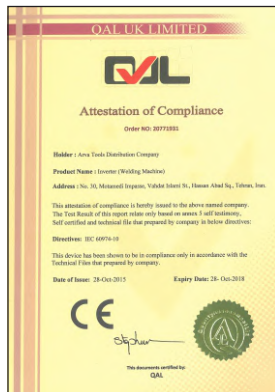 QAL UK LIMITED
QAL
Attestation of Compliance
Order NO: 20771031
Holder : Arva Tools Distribution Company
Product Name : Inverter (Welding Machine)
Address : No. 30, Motamedi Impasse, Vahdat Islami St., Hassan Abad Sq., Tehran, Iran.
This attestation of compliance is hereby issued to the above named company.
The Test Result of this report relate only based on annex 3 self testimony,
Self certified and technical file that prepared by company is below directives:
Directives: IEC 60974-10
This device has been shown to be in compliance only in accordance with the
Technical Files that prepared by company.
Date of Issue: 28-Oct-2015 Expiry Date: 28- Oct-2018
CE
This documents certified by:
QAL